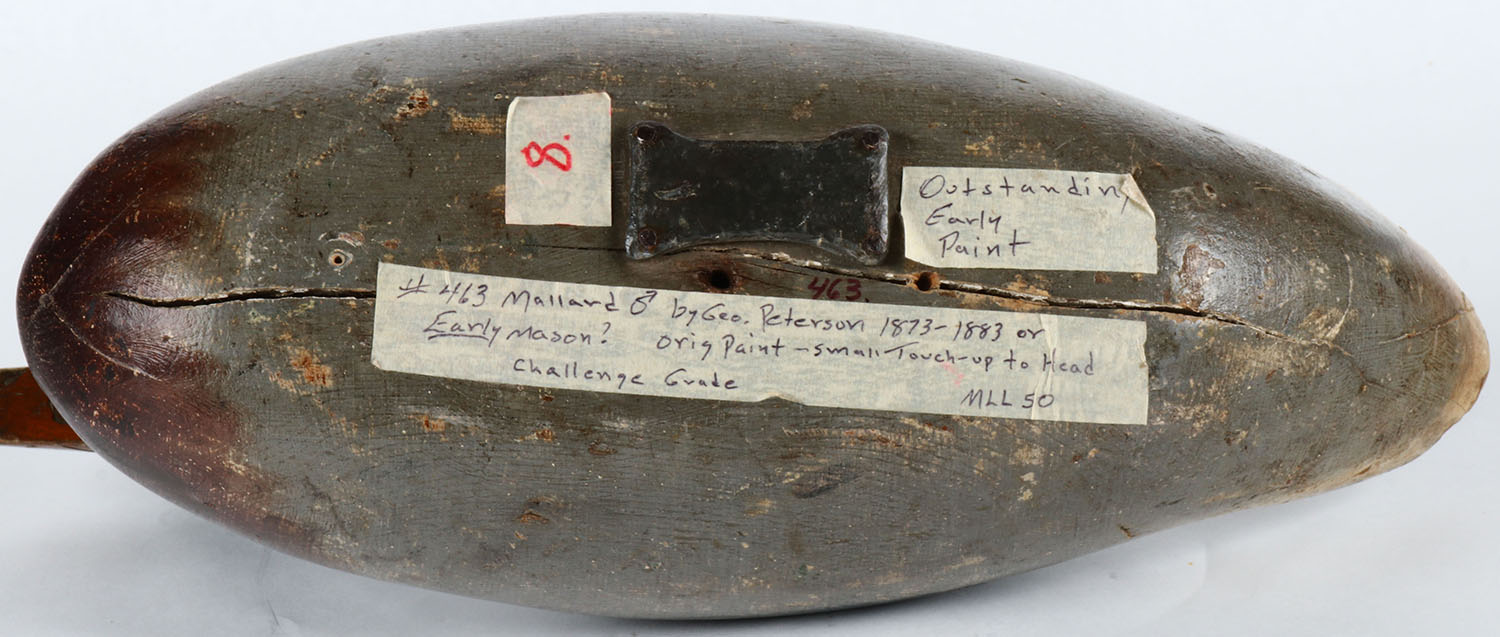 8.
Outstanding
Early
Paint
463.
# 463 Mallard ♂ by Geo. Peterson 1873-1883 or
Early Mason? Orig Paint - small Touch-up to Head
Challenge Grade
MLL 50